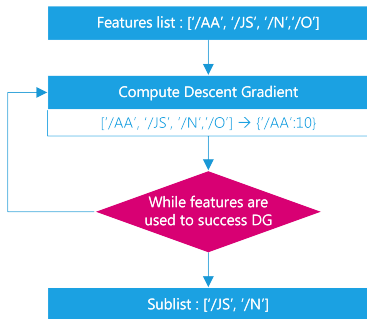 Features list : ['/AA', '/JS', '/N','/O']
Compute Descent Gradient
['/AA', '/JS', '/N','/O'] → {'/AA':10}
While features are
used to success DG
Sublist : ['/JS', '/N']